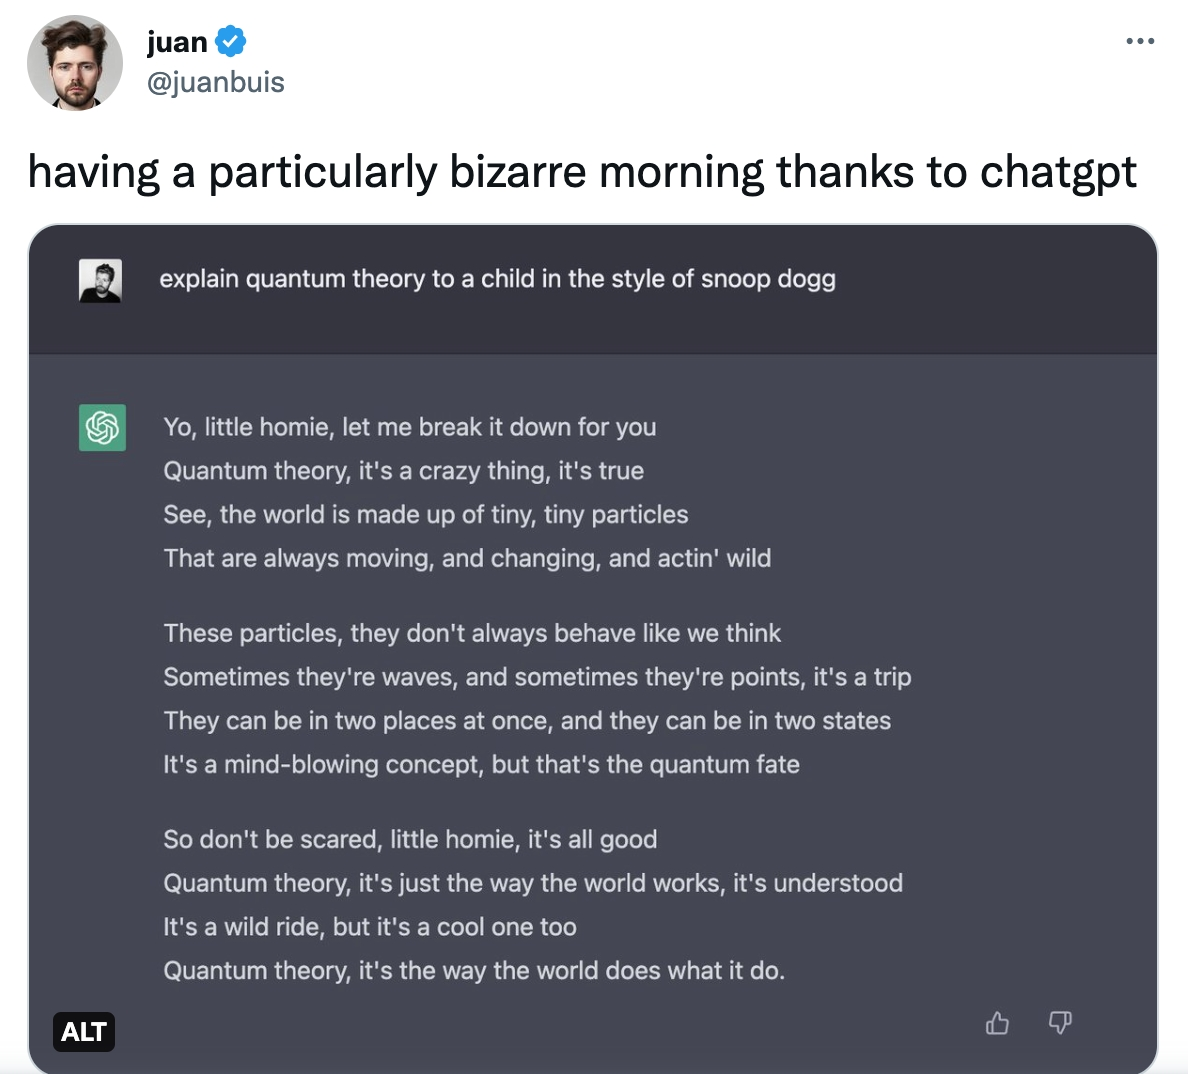 juan
@juanbuis
having a particularly bizarre morning thanks to chatgpt
explain quantum theory to a child in the style of snoop dogg
Yo, little homie, let me break it down for you
Quantum theory, it's a crazy thing, it's true
See, the world is made up of tiny, tiny particles
That are always moving, and changing, and actin' wild
These particles, they don't always behave like we think
Sometimes they're waves, and sometimes they're points, it's a trip
They can be in two places at once, and they can be in two states
It's a mind-blowing concept, but that's the quantum fate
So don't be scared, little homie, it's all good
Quantum theory, it's just the way the world works, it's understood
It's a wild ride, but it's a cool one too
Quantum theory, it's the way the world does what it do.
ALT